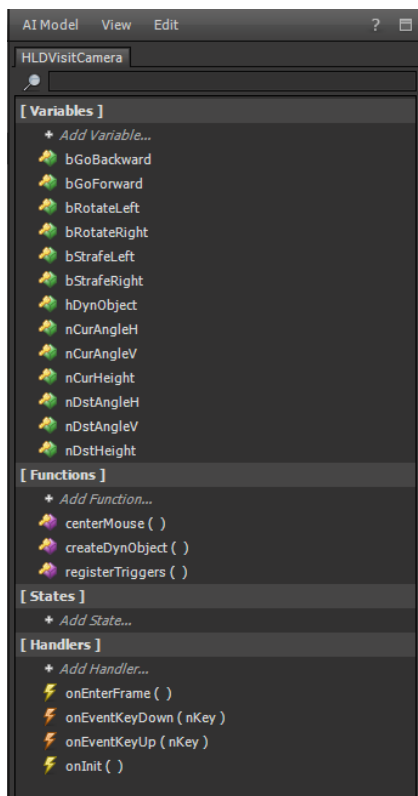 AI Model View Edit ?
HLDVisitCamera
[ Variables ]
+ Add Variable...
bGoBackward
bGoForward
bRotateLeft
bRotateRight
bStrafeLeft
bStrafeRight
hDynObject
nCurAngleH
nCurAngleV
nCurHeight
nDstAngleH
nDstAngleV
nDstHeight
[ Functions ]
+ Add Function...
centerMouse ( )
createDynObject ( )
registerTriggers ( )
[ States ]
+ Add State...
[ Handlers ]
+ Add Handler...
onEnterFrame ( )
onEventKeyDown ( nKey )
onEventKeyUp ( nKey )
onInit ( )